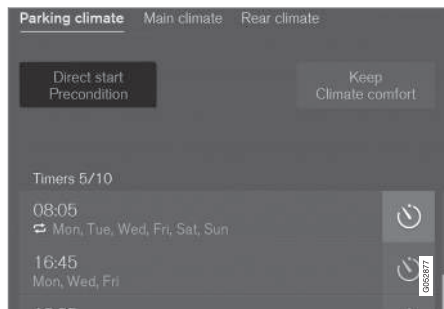 Parking climate Main climate Rear climate
Direct start
Precondition
Keep
Climate comfort
Timers 5/10
08:05
Mon, Tue, Wed, Fri, Sat, Sun
16:45
Mon, Wed, Fri
G052877